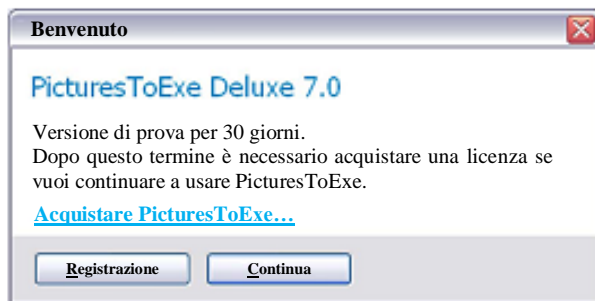 Benvenuto
PicturesToExe Deluxe 7.0
Versione di prova per 30 giorni.
Dopo questo termine è necessario acquistare una licenza se
vuoi continuare a usare PicturesToExe.
Acquistare PicturesToExe…
Registrazione Continua